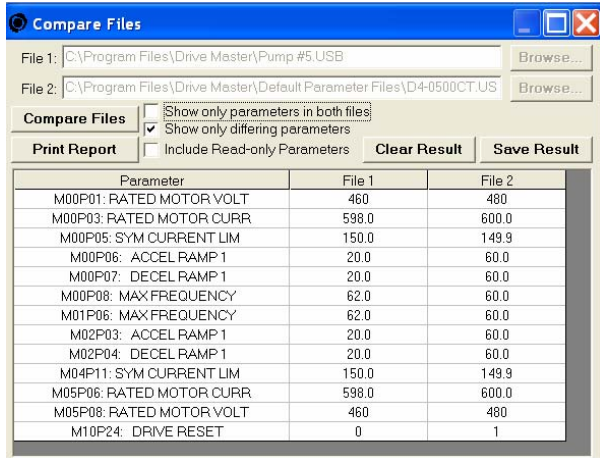 Compare Files
File 1: C:\Program Files\Drive Master\Pump #5.USB Browse...
File 2: C:\Program Files\Drive Master\Default Parameter Files\D4-0500CT.US Browse...
Compare Files
Show only parameters in both files
Show only differing parameters
Print Report Include Read-only Parameters Clear Result Save Result
Parameter File 1 File 2
M00P01: RATED MOTOR VOLT 460 480
M00P03: RATED MOTOR CURR 598.0 600.0
M00P05: SYM CURRENT LIM 150.0 149.9
M00P06: ACCEL RAMP 1 20.0 60.0
M00P07: DECEL RAMP 1 20.0 60.0
M00P08: MAX FREQUENCY 62.0 60.0
M01P06: MAX FREQUENCY 62.0 60.0
M02P03: ACCEL RAMP 1 20.0 60.0
M02P04: DECEL RAMP 1 20.0 60.0
M04P11: SYM CURRENT LIM 150.0 149.9
M05P06: RATED MOTOR CURR 598.0 600.0
M05P08: RATED MOTOR VOLT 460 480
M10P24: DRIVE RESET 0 1